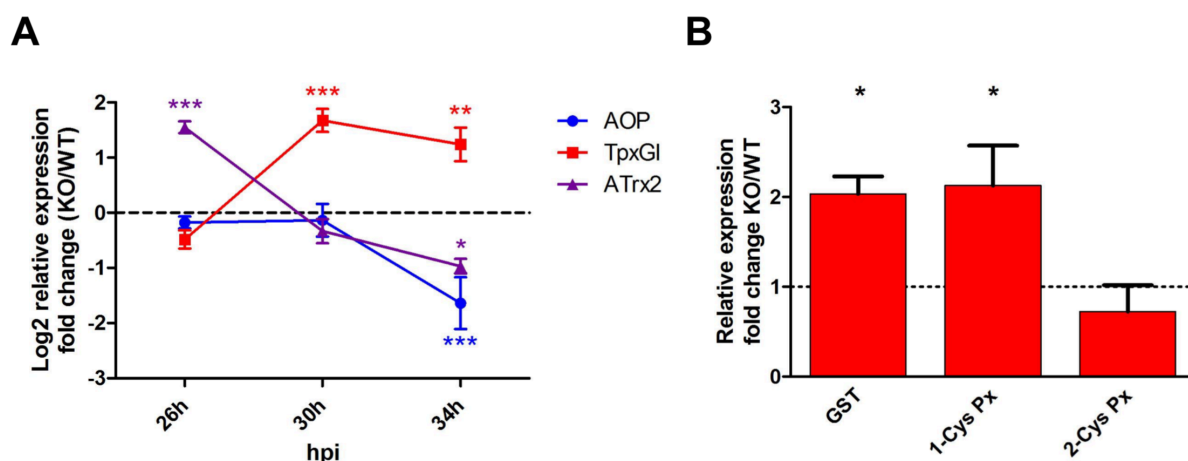 A
Log2 relative expression
fold change (KO/WT)
2
1
0
-1
-2
-3
***
***
**
*
***
26h
30h
34h
hpi
AOP
TpxGl
ATrx2
B
Relative expression
fold change KO/WT
3
2
1
0
*
*
GST
1-Cys Px
2-Cys Px